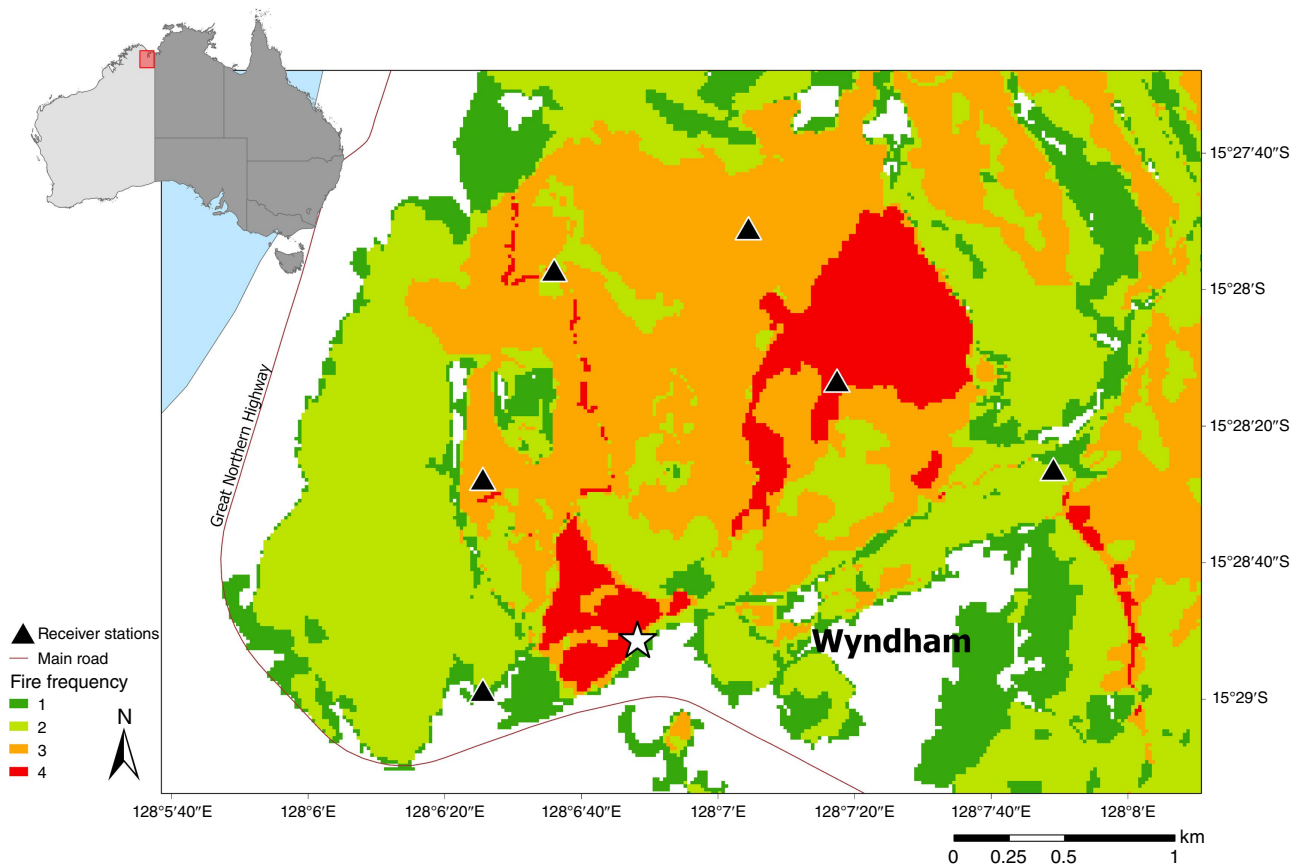 15°27′40″S
15°28′S
15°28′20″S
15°28′40″S
15°29′S
Great Northern Highway
Wyndham
Receiver stations
Main road
Fire frequency
1
2
3
4
N
128°5′40″E 128°6′E 128°6′20″E 128°6′40″E 128°7′E 128°7′20″E 128°7′40″E 128°8′E
km
0 0.25 0.5 1